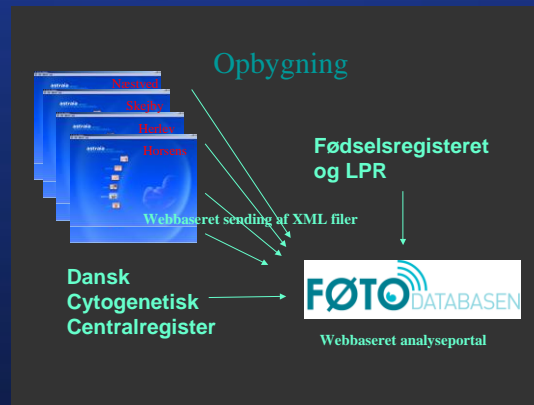 Opbygning
Næstved
Skejby
Horsens
astraia
astraia
astraia
astraia
Fødselsregisteret
og LPR
Webbaseret sending af XML filer
Dansk
Cytogenetisk
Centralregister
FØTO DATABASEN
Webbaseret analyseportal